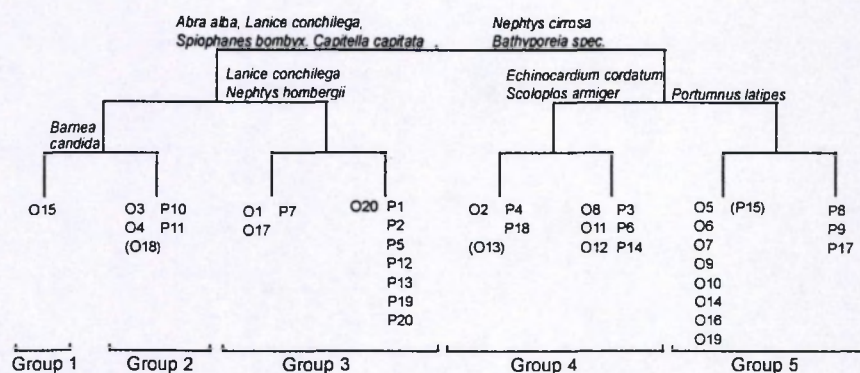 Abra alba, Lanice conchilega,
Spiophanes bombyx, Capitella capitata
Nephtys cirrosa
Bathyporeia spec.
Lanice conchilega
Nephtys hombergii
Echinocardium cordatum
Scoloplos armiger
Portumnus latipes
Barnea
candida
O15
O3 P10
O4 P11
(O18)
O1 P7
O17
O20 P1
P2
P5
P12
P13
P19
P20
O2 P4
P18
(O13)
O8 P3
O11 P6
O12 P14
O5 (P15)
O6
O7
O9
O10
O14
O16
O19
P8
P9
P17
Group 1
Group 2
Group 3
Group 4
Group 5